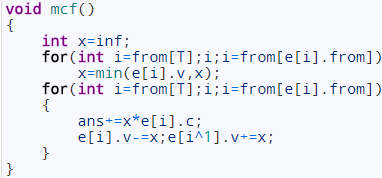 void mcf()
{
    int x=inf;
    for(int i=from[T];i;i=from[e[i].from])
        x=min(e[i].v,x);
    for(int i=from[T];i;i=from[e[i].from])
    {
        ans+=x*e[i].c;
        e[i].v-=x;e[i^1].v+=x;
    }
}